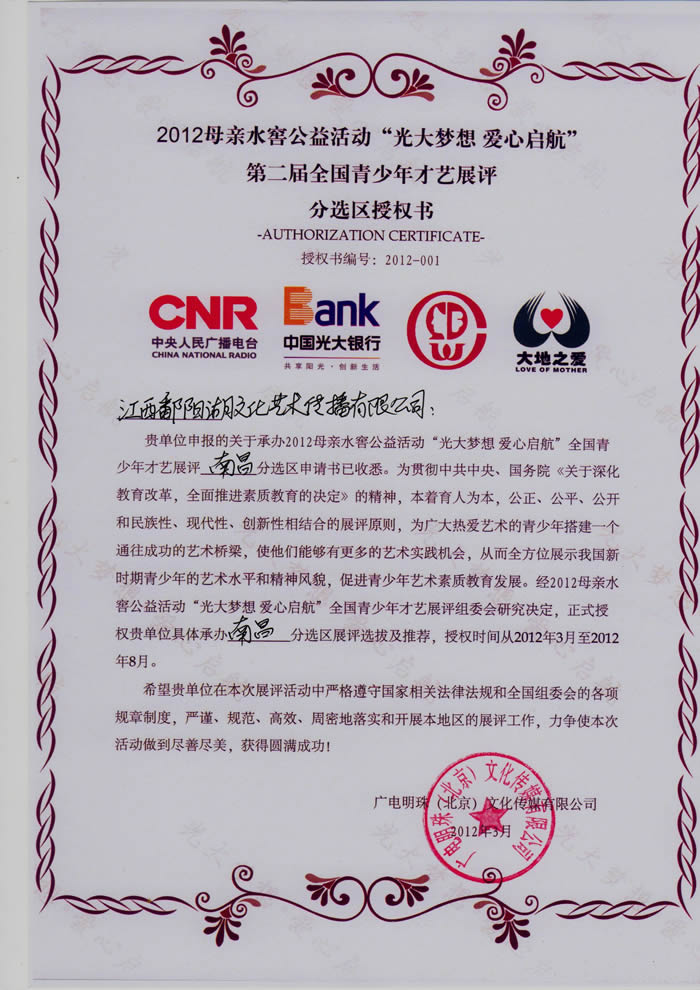 2012母亲水窖公益活动“光大梦想 爱心启航”
第二届全国青少年才艺展评
分选区授权书
-AUTHORIZATION CERTIFICATE-
授权书编号：2012-001
CNR
中央人民广播电台
CHINA NATIONAL RADIO
Bank
中国光大银行
共享阳光·创新生活
大地之爱
LOVE OF MOTHER
江西鄱阳湖文化艺术传播有限公司：
贵单位申报的关于承办2012母亲水窖公益活动“光大梦想 爱心启航”全国青
少年才艺展评 南昌 分选区申请书已收悉。为贯彻中共中央、国务院《关于深化
教育改革，全面推进素质教育的决定》的精神，本着育人为本，公正、公平、公开
和民族性、现代性、创新性相结合的展评原则，为广大热爱艺术的青少年搭建一个
通往成功的艺术桥梁，使他们能够有更多的艺术实践机会，从而全方位展示我国新
时期青少年的艺术水平和精神风貌，促进青少年艺术素质教育发展。经2012母亲水
窖公益活动“光大梦想 爱心启航”全国青少年才艺展评组委会研究决定，正式授
权贵单位具体承办 南昌 分选区展评选拔及推荐，授权时间从2012年3月至2012
年8月。
希望贵单位在本次展评活动中严格遵守国家相关法律法规和全国组委会的各项
规章制度，严谨、规范、高效、周密地落实和开展本地区的展评工作，力争使本次
活动做到尽善尽美，获得圆满成功！
广电明珠（北京）文化传媒有限公司
2012年3月
广电明珠（北京）文化传媒有限公司